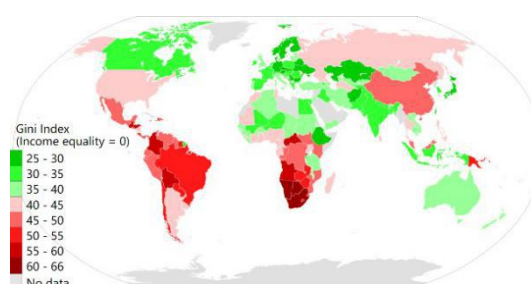 Gini Index
(Income equality = 0)
25 - 30
30 - 35
35 - 40
40 - 45
45 - 50
50 - 55
55 - 60
60 - 66
No data